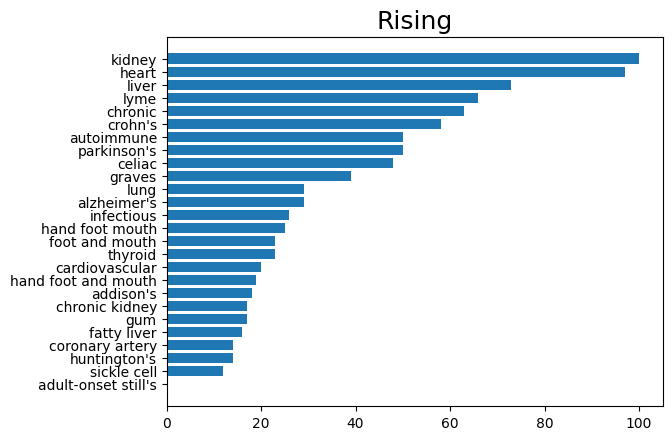 Rising
kidney
heart
liver
lyme
chronic
crohn's
autoimmune
parkinson's
celiac
graves
lung
alzheimer's
infectious
hand foot mouth
foot and mouth
thyroid
cardiovascular
hand foot and mouth
addison's
chronic kidney
gum
fatty liver
coronary artery
huntington's
sickle cell
adult-onset still's
0 20 40 60 80 100